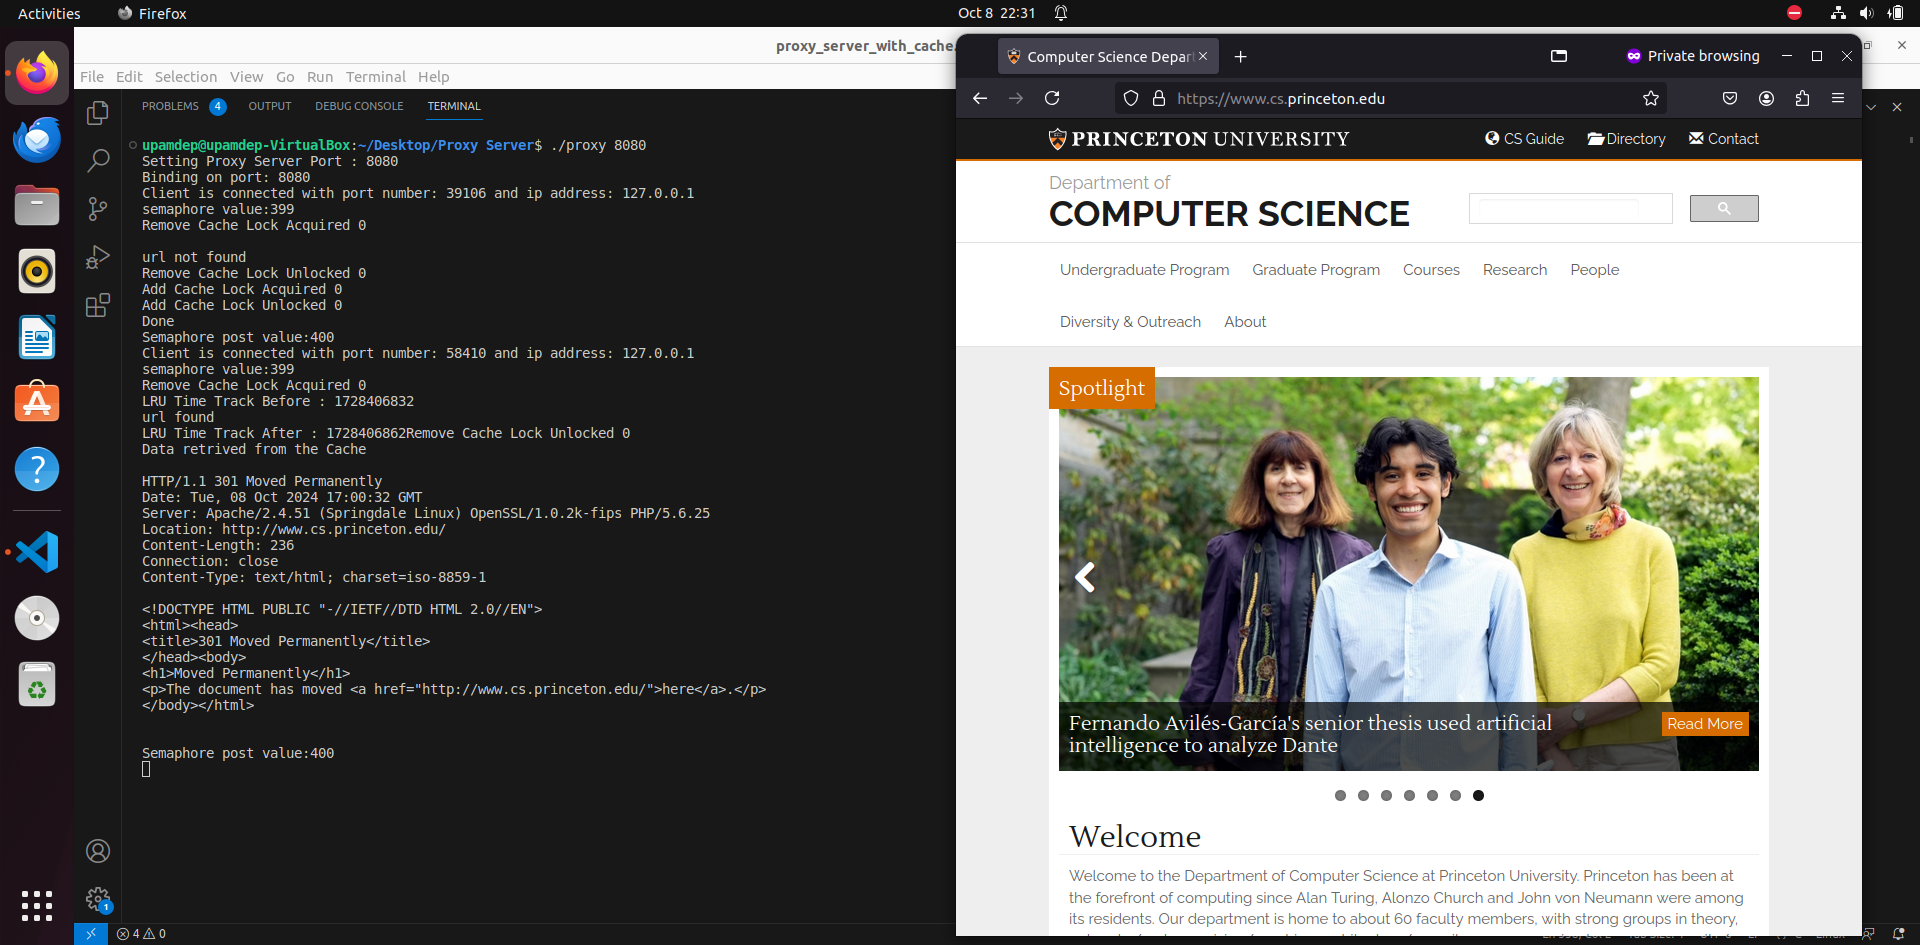 Activities
Firefox
Oct 8 22:31
proxy_server_with_cache.
File Edit Selection View Go Run Terminal Help
PROBLEMS 4 OUTPUT DEBUG CONSOLE TERMINAL
upamdep@upamdep-VirtualBox:~/Desktop/Proxy Server$ ./proxy 8080
Setting Proxy Server Port : 8080
Binding on port: 8080
Client is connected with port number: 39106 and ip address: 127.0.0.1
semaphore value:399
Remove Cache Lock Acquired 0
url not found
Remove Cache Lock Unlocked 0
Add Cache Lock Acquired 0
Add Cache Lock Unlocked 0
Done
Semaphore post value:400
Client is connected with port number: 58410 and ip address: 127.0.0.1
semaphore value:399
Remove Cache Lock Acquired 0
LRU Time Track Before : 1728406832
url found
LRU Time Track After : 1728406862Remove Cache Lock Unlocked 0
Data retrived from the Cache
HTTP/1.1 301 Moved Permanently
Date: Tue, 08 Oct 2024 17:00:32 GMT
Server: Apache/2.4.51 (Springdale Linux) OpenSSL/1.0.2k-fips PHP/5.6.25
Location: http://www.cs.princeton.edu/
Content-Length: 236
Connection: close
Content-Type: text/html; charset=iso-8859-1
<!DOCTYPE HTML PUBLIC "-//IETF//DTD HTML 2.0//EN">
<html><head>
<title>301 Moved Permanently</title>
</head><body>
<h1>Moved Permanently</h1>
<p>The document has moved <a href="http://www.cs.princeton.edu/">here</a>.</p>
</body></html>
Semaphore post value:400
1
4 0
Computer Science Depar
Private browsing
https://www.cs.princeton.edu
PRINCETON UNIVERSITY
CS Guide Directory Contact
Department of
COMPUTER SCIENCE
Undergraduate Program Graduate Program Courses Research People
Diversity & Outreach About
Spotlight
Fernando Avilés-García's senior thesis used artificial
intelligence to analyze Dante
Read More
Welcome
Welcome to the Department of Computer Science at Princeton University. Princeton has been at
the forefront of computing since Alan Turing, Alonzo Church and John von Neumann were among
its residents. Our department is home to about 60 faculty members, with strong groups in theory,